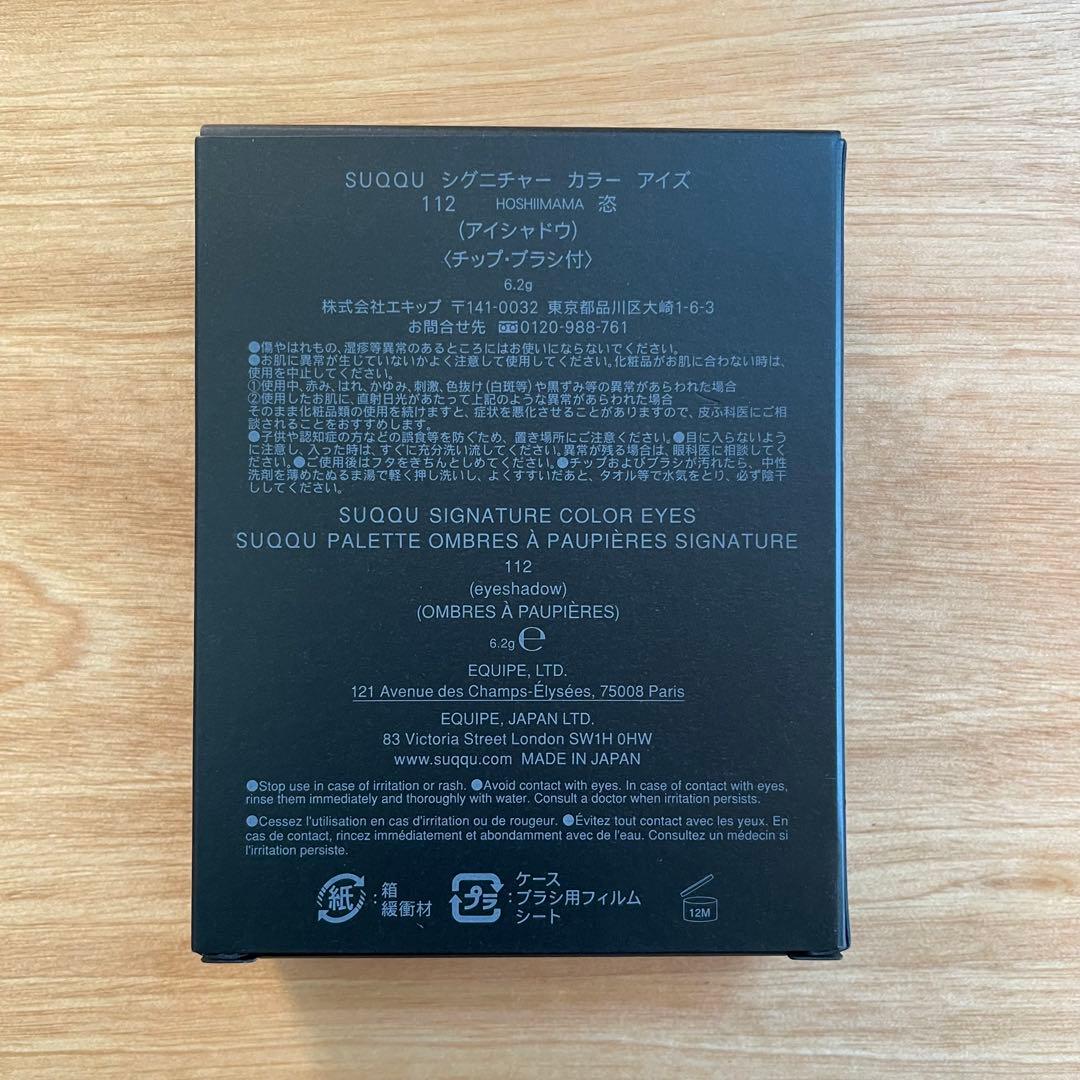 SUQQU シグニチャー カラー アイズ
112 HOSHIIMAMA 恣
(アイシャドウ)
〈チップ・ブラシ付〉
6.2g
株式会社エキップ 〒141-0032 東京都品川区大崎1-6-3
お問合せ先 0120-988-761
●傷やはれもの、湿疹等異常のあるところにはお使いにならないでください。
●お肌に異常が生じていないかよく注意して使用してください。化粧品がお肌に合わない時は、
使用を中止してください。
①使用中、赤み、はれ、かゆみ、刺激、色抜け(白斑等)や黒ずみ等の異常があらわれた場合
②使用したお肌に、直射日光があたって上記のような異常があらわれた場合
そのまま化粧品類の使用を続けますと、症状を悪化させることがありますので、皮ふ科医にご相
談されることをおすすめします。
●子供や認知症の方などの誤食等を防ぐため、置き場所にご注意ください。●目に入らないよう
に注意し、入った時は、すぐに充分洗い流してください。異常が残る場合は、眼科医に相談してく
ださい。●ご使用後はフタをきちんとしめてください。●チップおよびブラシが汚れたら、中性
洗剤を薄めたぬるま湯で軽く押し洗いし、よくすすいだあと、タオル等で水気をとり、必ず陰干
ししてください。
SUQQU SIGNATURE COLOR EYES
SUQQU PALETTE OMBRES À PAUPIÈRES SIGNATURE
112
(eyeshadow)
(OMBRES À PAUPIÈRES)
6.2g ℮
EQUIPE, LTD.
121 Avenue des Champs-Élysées, 75008 Paris
EQUIPE, JAPAN LTD.
83 Victoria Street London SW1H 0HW
www.suqqu.com MADE IN JAPAN
●Stop use in case of irritation or rash. ●Avoid contact with eyes. In case of contact with eyes,
rinse them immediately and thoroughly with water. Consult a doctor when irritation persists.
●Cessez l'utilisation en cas d'irritation ou de rougeur. ●Évitez tout contact avec les yeux. En
cas de contact, rincez immédiatement et abondamment avec de l'eau. Consultez un médecin si
l'irritation persiste.
紙 : 箱
緩衝材
プラ : ケース
ブラシ用フィルム
シート
12M